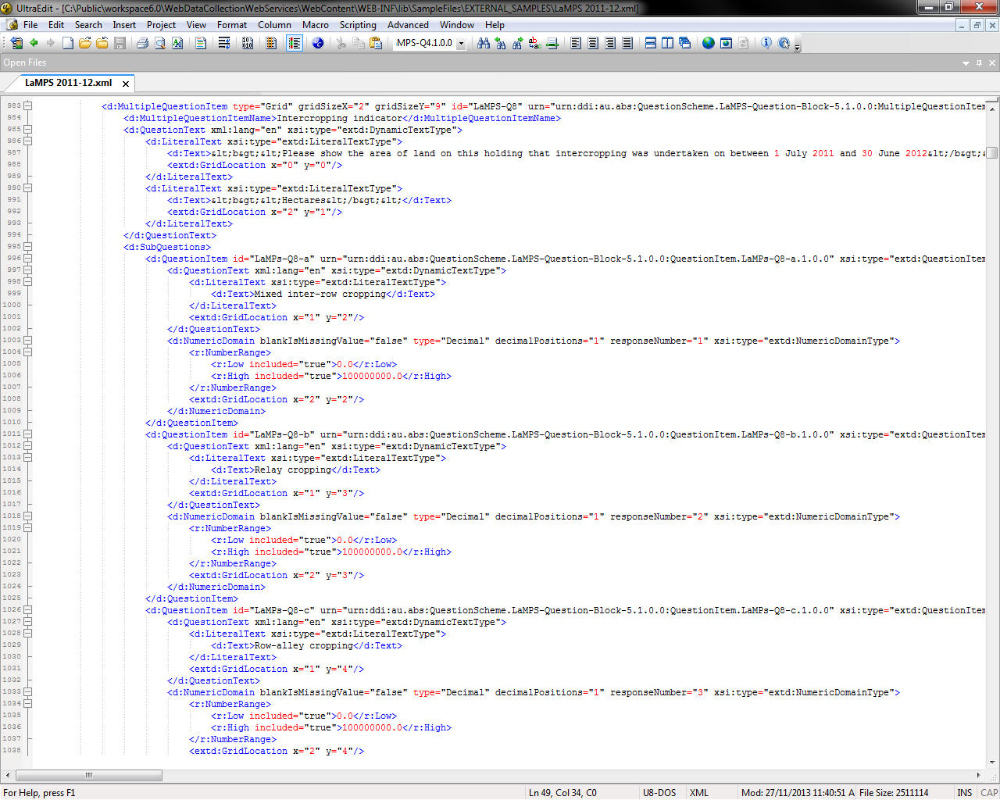 UltraEdit - [C:\Public\workspace6.0\WebDataCollectionWebServices\WebContent\WEB-INF\lib\SampleFiles\EXTERNAL_SAMPLES\LaMPS 2011-12.xml]
File Edit Search Insert Project View Format Column Macro Scripting Advanced Window Help
MPS-Q4.1.0.0
Open Files
LaMPS 2011-12.xml
983 <d:MultipleQuestionItem type="Grid" gridSizeX="2" gridSizeY="9" id="LaMPS-Q8" urn="urn:ddi:au.abs:QuestionScheme.LaMPS-Question-Block-5.1.0.0:MultipleQuestionItem
984 <d:MultipleQuestionItemName>Intercropping indicator</d:MultipleQuestionItemName>
985 <d:QuestionText xml:lang="en" xsi:type="extd:DynamicTextType">
986 <d:LiteralText xsi:type="extd:LiteralTextType">
987 <d:Text>&lt;b&gt;&lt;Please show the area of land on this holding that intercropping was undertaken on between 1 July 2011 and 30 June 2012&lt;/b&gt;&
988 <extd:GridLocation x="0" y="0"/>
989 </d:LiteralText>
990 <d:LiteralText xsi:type="extd:LiteralTextType">
991 <d:Text>&lt;b&gt;&lt;Hectares&lt;/b&gt;&lt;</d:Text>
992 <extd:GridLocation x="2" y="1"/>
993 </d:LiteralText>
994 </d:QuestionText>
995 <d:SubQuestions>
996 <d:QuestionItem id="LaMPs-Q8-a" urn="urn:ddi:au.abs:QuestionScheme.LaMPS-Question-Block-5.1.0.0:QuestionItem.LaMPs-Q8-a.1.0.0" xsi:type="extd:QuestionItem
997 <d:QuestionText xml:lang="en" xsi:type="extd:DynamicTextType">
998 <d:LiteralText xsi:type="extd:LiteralTextType">
999 <d:Text>Mixed inter-row cropping</d:Text>
1000 </d:LiteralText>
1001 <extd:GridLocation x="1" y="2"/>
1002 </d:QuestionText>
1003 <d:NumericDomain blankIsMissingValue="false" type="Decimal" decimalPositions="1" responseNumber="1" xsi:type="extd:NumericDomainType">
1004 <r:NumberRange>
1005 <r:Low included="true">0.0</r:Low>
1006 <r:High included="true">100000000.0</r:High>
1007 </r:NumberRange>
1008 <extd:GridLocation x="2" y="2"/>
1009 </d:NumericDomain>
1010 </d:QuestionItem>
1011 <d:QuestionItem id="LaMPs-Q8-b" urn="urn:ddi:au.abs:QuestionScheme.LaMPS-Question-Block-5.1.0.0:QuestionItem.LaMPs-Q8-b.1.0.0" xsi:type="extd:QuestionItem
1012 <d:QuestionText xml:lang="en" xsi:type="extd:DynamicTextType">
1013 <d:LiteralText xsi:type="extd:LiteralTextType">
1014 <d:Text>Relay cropping</d:Text>
1015 </d:LiteralText>
1016 <extd:GridLocation x="1" y="3"/>
1017 </d:QuestionText>
1018 <d:NumericDomain blankIsMissingValue="false" type="Decimal" decimalPositions="1" responseNumber="2" xsi:type="extd:NumericDomainType">
1019 <r:NumberRange>
1020 <r:Low included="true">0.0</r:Low>
1021 <r:High included="true">100000000.0</r:High>
1022 </r:NumberRange>
1023 <extd:GridLocation x="2" y="3"/>
1024 </d:NumericDomain>
1025 </d:QuestionItem>
1026 <d:QuestionItem id="LaMPs-Q8-c" urn="urn:ddi:au.abs:QuestionScheme.LaMPS-Question-Block-5.1.0.0:QuestionItem.LaMPs-Q8-c.1.0.0" xsi:type="extd:QuestionItem
1027 <d:QuestionText xml:lang="en" xsi:type="extd:DynamicTextType">
1028 <d:LiteralText xsi:type="extd:LiteralTextType">
1029 <d:Text>Row-alley cropping</d:Text>
1030 </d:LiteralText>
1031 <extd:GridLocation x="1" y="4"/>
1032 </d:QuestionText>
1033 <d:NumericDomain blankIsMissingValue="false" type="Decimal" decimalPositions="1" responseNumber="3" xsi:type="extd:NumericDomainType">
1034 <r:NumberRange>
1035 <r:Low included="true">0.0</r:Low>
1036 <r:High included="true">100000000.0</r:High>
1037 </r:NumberRange>
1038 <extd:GridLocation x="2" y="4"/>
For Help, press F1 Ln 49, Col 34, C0 U8-DOS XML Mod: 27/11/2013 11:40:51 A File Size: 2511114 INS CAP